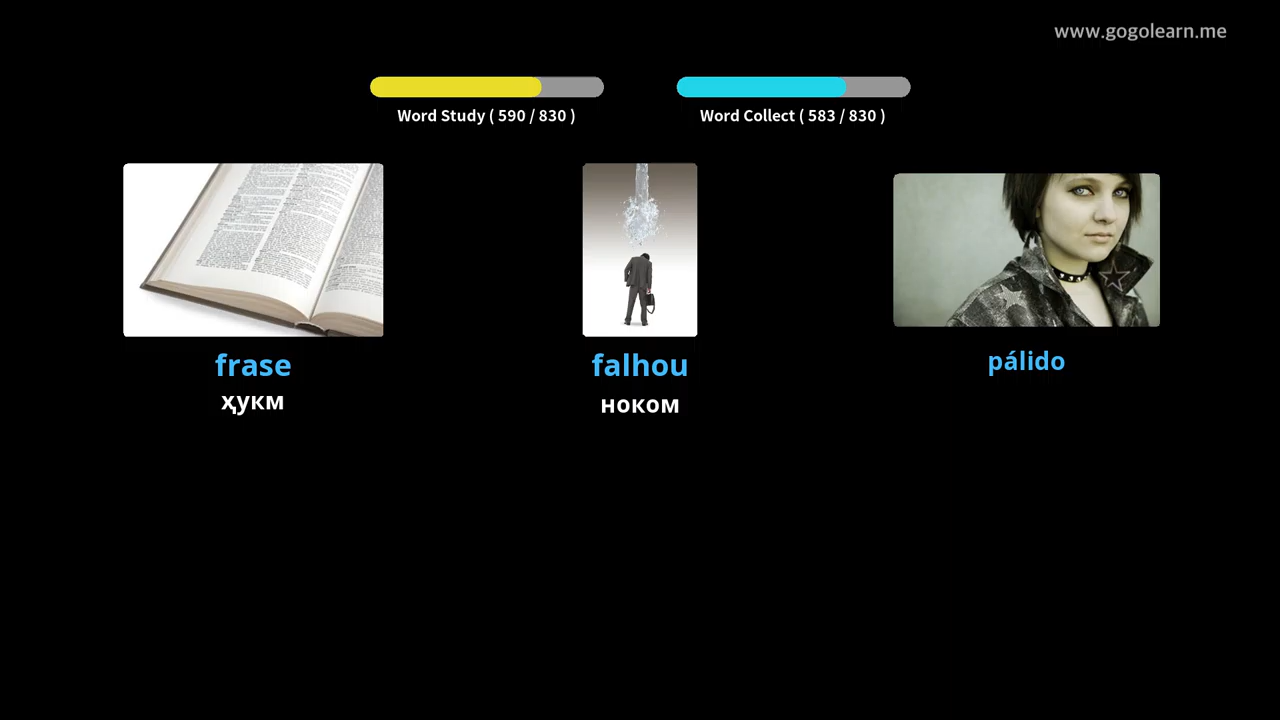 www.gogolearn.me
Word Study ( 590 / 830 )
Word Collect ( 583 / 830 )
frase
ҳукм
falhou
ноком
pálido